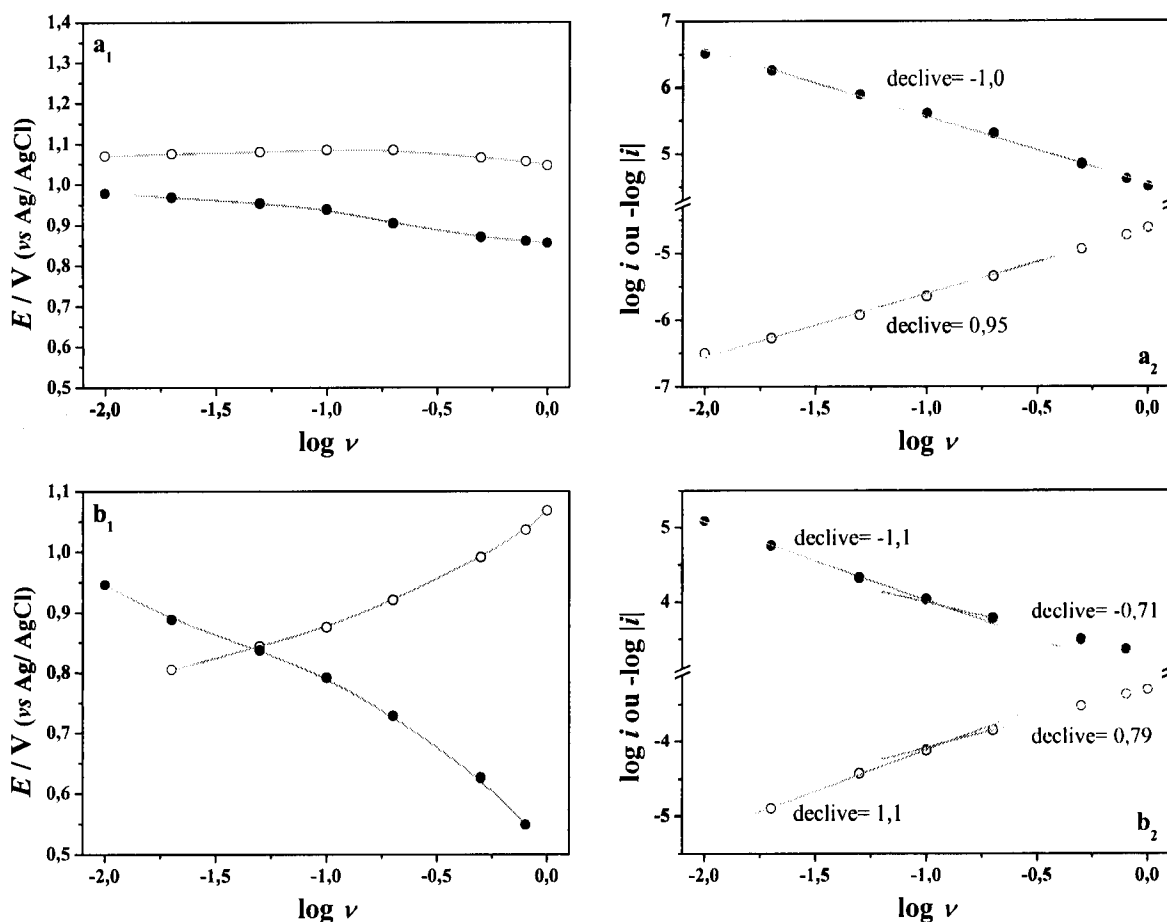 a1
E / V (vs Ag/ AgCl)
1,4
1,3
1,2
1,1
1,0
0,9
0,8
0,7
0,6
0,5
-2,0 -1,5 -1,0 -0,5 0,0
log ν
log i ou -log |i|
7
6
5
-5
-6
-7
declive= -1,0
declive= 0,95
a2
-2,0 -1,5 -1,0 -0,5 0,0
log ν
b1
E / V (vs Ag/ AgCl)
1,1
1,0
0,9
0,8
0,7
0,6
0,5
-2,0 -1,5 -1,0 -0,5 0,0
log ν
log i ou -log |i|
5
4
-4
-5
declive= -1,1
declive= -0,71
declive= 0,79
declive= 1,1
b2
-2,0 -1,5 -1,0 -0,5 0,0
log ν